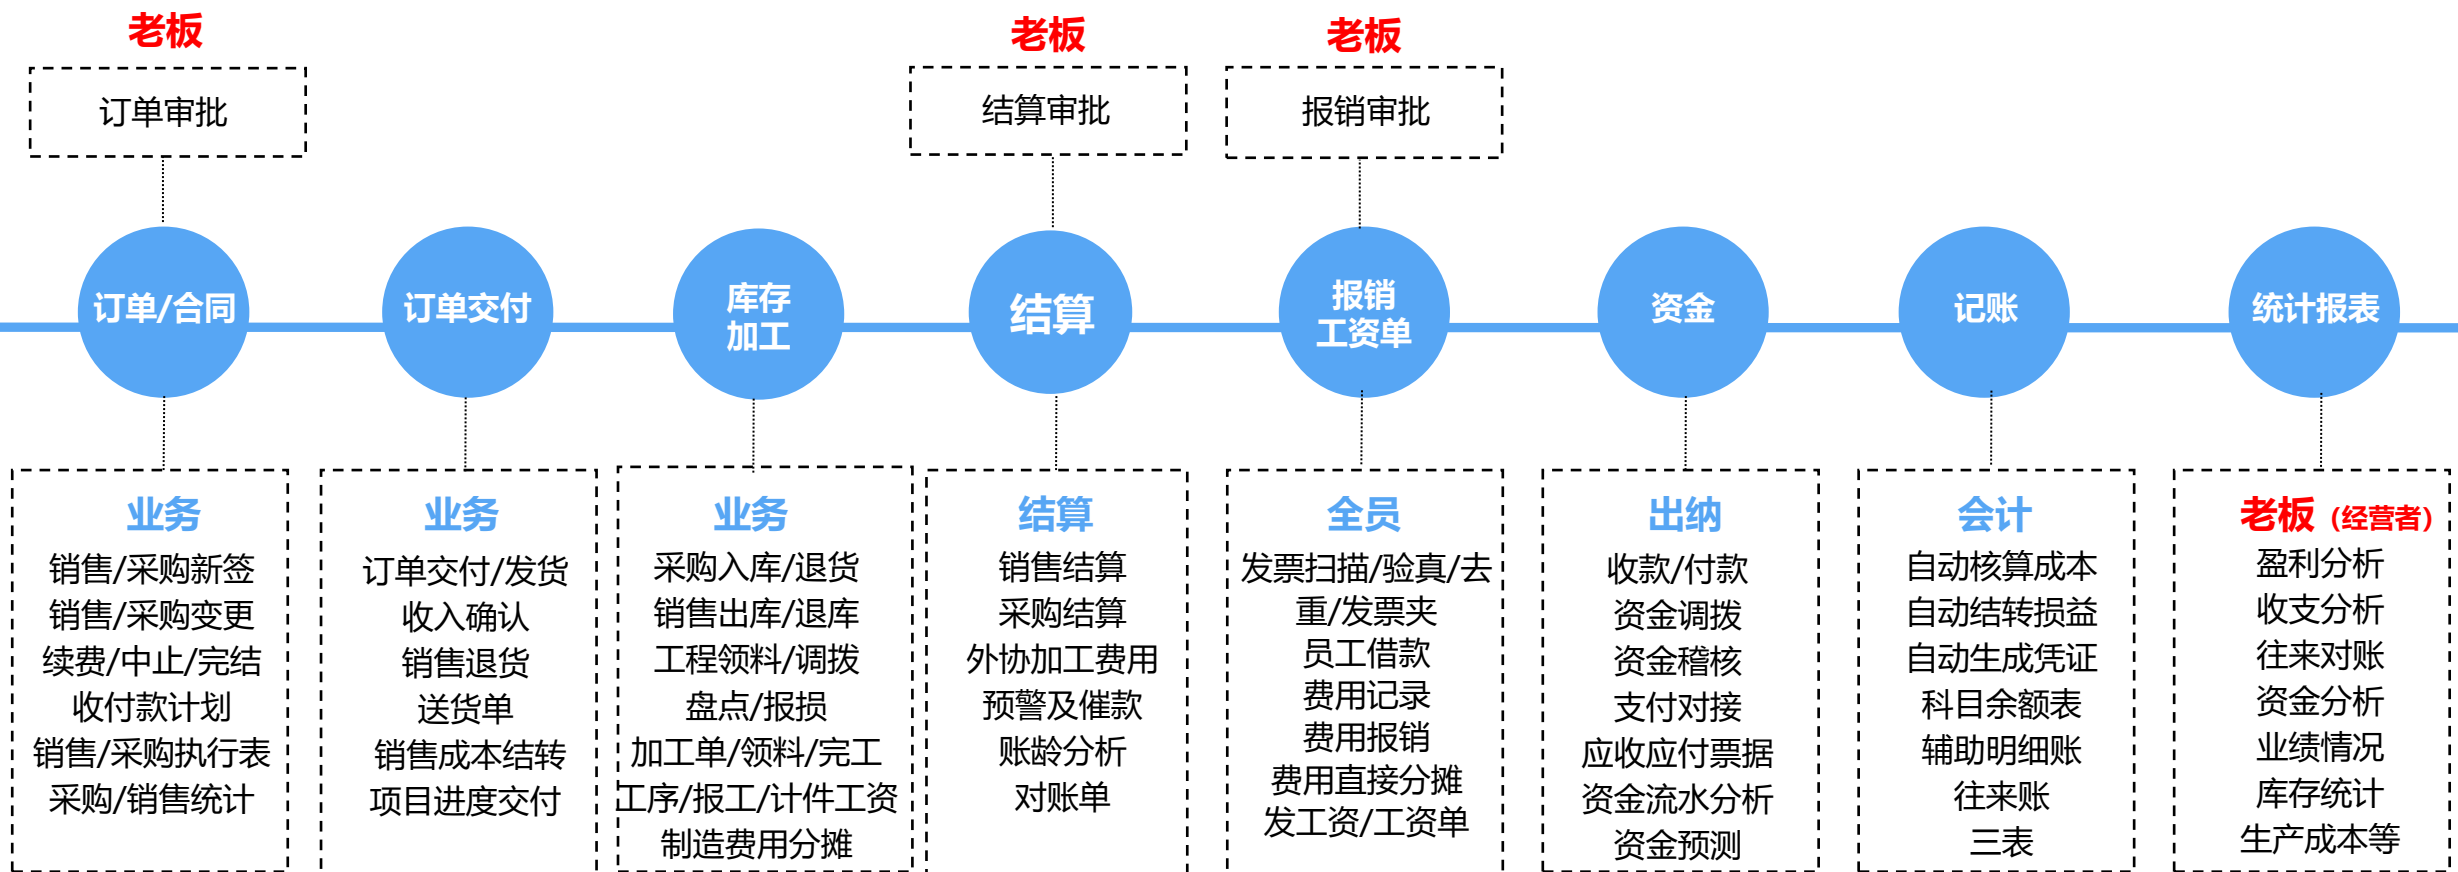 老板
订单审批
老板
结算审批
老板
报销审批
订单/合同
订单交付
库存
加工
结算
报销
工资单
资金
记账
统计报表
业务
销售/采购新签
销售/采购变更
续费/中止/完结
收付款计划
销售/采购执行表
采购/销售统计
业务
订单交付/发货
收入确认
销售退货
送货单
销售成本结转
项目进度交付
业务
采购入库/退货
销售出库/退库
工程领料/调拨
盘点/报损
加工单/领料/完工
工序/报工/计件工资
制造费用分摊
结算
销售结算
采购结算
外协加工费用
预警及催款
账龄分析
对账单
全员
发票扫描/验真/去
重/发票夹
员工借款
费用记录
费用报销
费用直接分摊
发工资/工资单
出纳
收款/付款
资金调拨
资金稽核
支付对接
应收应付票据
资金流水分析
资金预测
会计
自动核算成本
自动结转损益
自动生成凭证
科目余额表
辅助明细账
往来账
三表
老板（经营者）
盈利分析
收支分析
往来对账
资金分析
业绩情况
库存统计
生产成本等